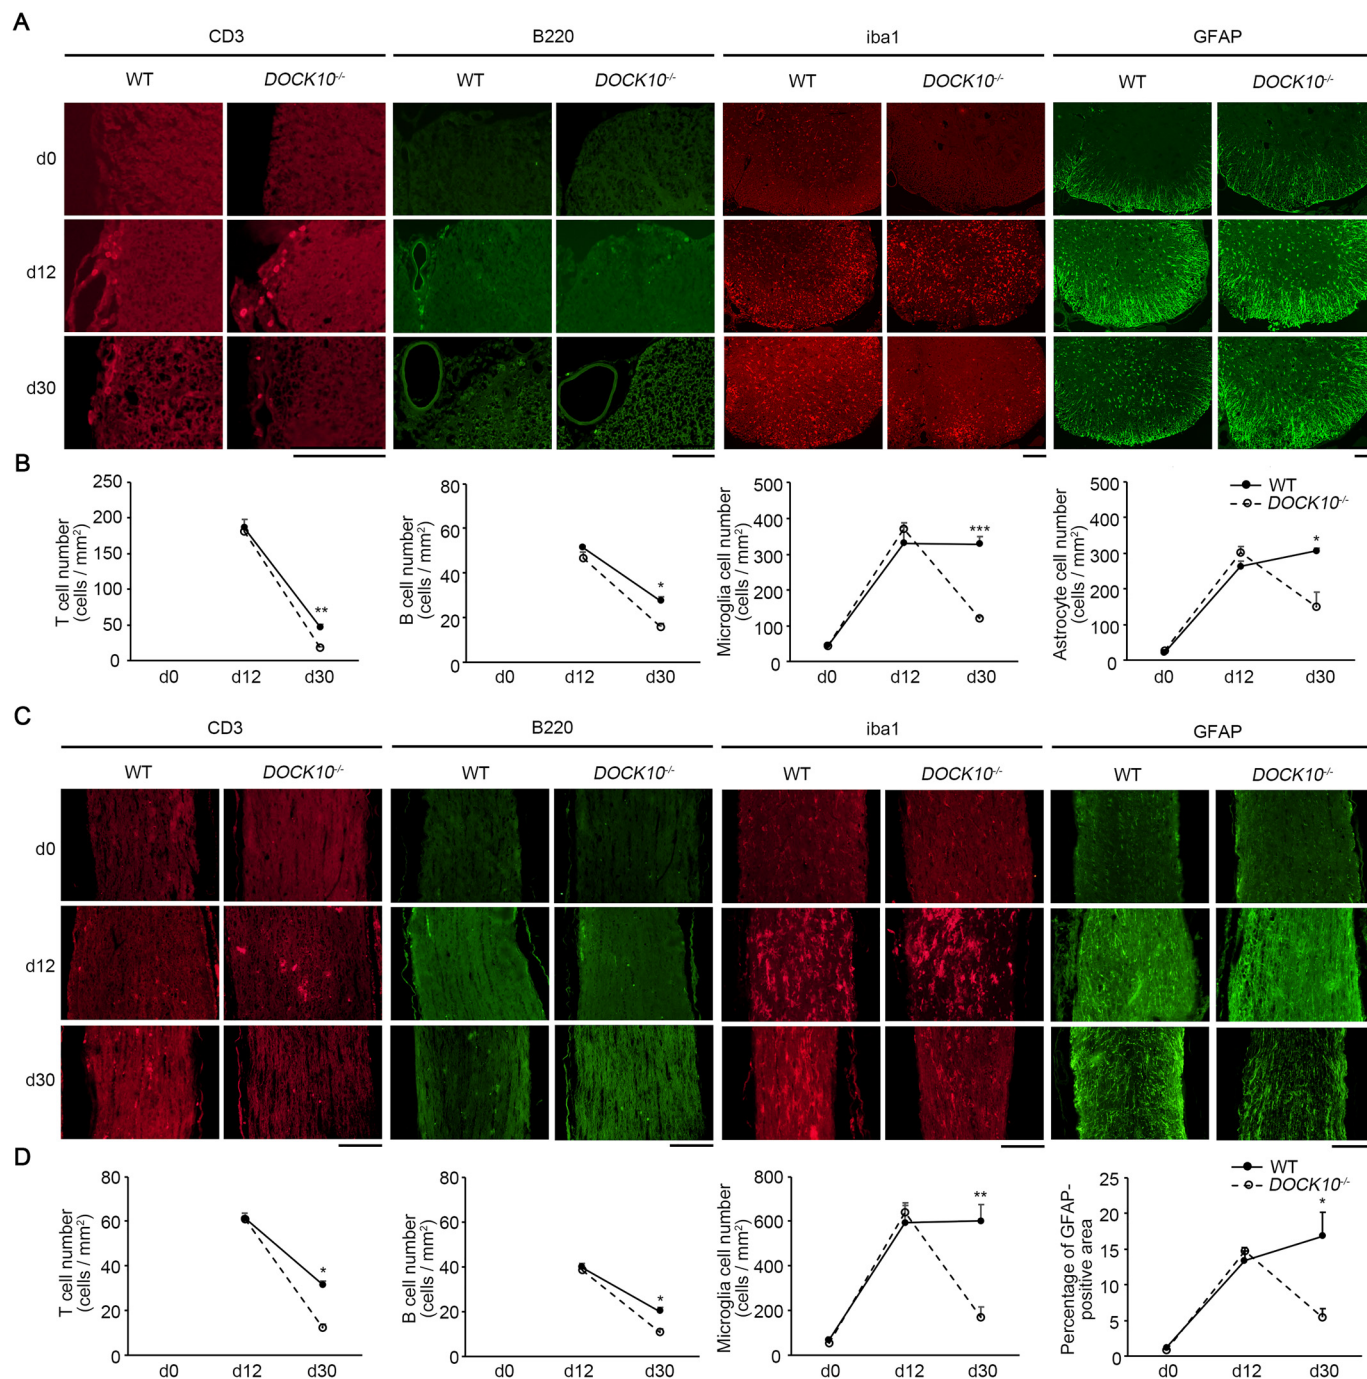 A
CD3 B220 iba1 GFAP
WT DOCK10-/- WT DOCK10-/- WT DOCK10-/- WT DOCK10-/-
d0
d12
d30
B
T cell number
(cells / mm²)
250
200
150
100
50
0
**
d0 d12 d30
B cell number
(cells / mm²)
80
60
40
20
0
*
d0 d12 d30
Microglia cell number
(cells / mm²)
500
400
300
200
100
0
***
d0 d12 d30
Astrocyte cell number
(cells / mm²)
500
400
300
200
100
0
WT
DOCK10-/-
*
d0 d12 d30
C
CD3 B220 iba1 GFAP
WT DOCK10-/- WT DOCK10-/- WT DOCK10-/- WT DOCK10-/-
d0
d12
d30
D
T cell number
(cells / mm²)
80
60
40
20
0
*
d0 d12 d30
B cell number
(cells / mm²)
80
60
40
20
0
*
d0 d12 d30
Microglia cell number
(cells / mm²)
800
600
400
200
0
**
d0 d12 d30
Percentage of GFAP-
positive area
25
20
15
10
5
0
WT
DOCK10-/-
*
d0 d12 d30